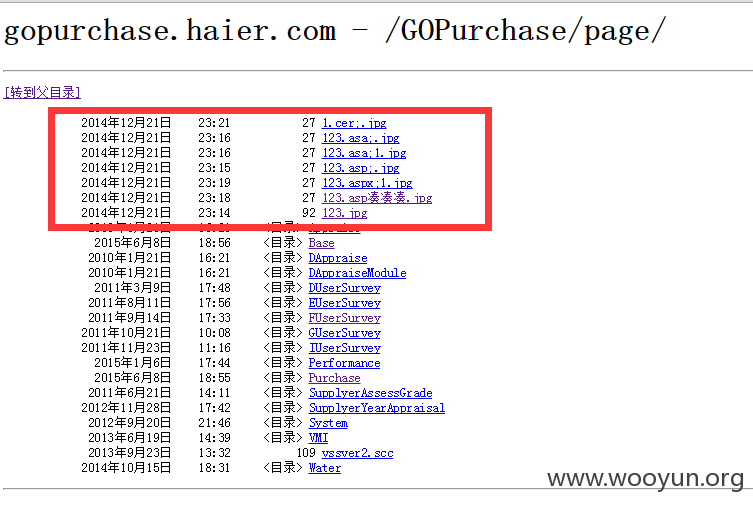 gopurchase.haier.com - /GOPurchase/page/
[转到父目录]
2014年12月21日 23:21 27 1.cer;.jpg
2014年12月21日 23:16 27 123.asa;.jpg
2014年12月21日 23:16 27 123.asa;1.jpg
2014年12月21日 23:15 27 123.asp;.jpg
2014年12月21日 23:19 27 123.aspx;1.jpg
2014年12月21日 23:18 27 123.asp凑凑凑.jpg
2014年12月21日 23:14 92 123.jpg
2015年6月8日 18:56 <目录> Base
2010年1月21日 16:21 <目录> DAppraise
2010年1月21日 16:21 <目录> DAppraiseModule
2011年3月9日 17:48 <目录> DUserSurvey
2011年8月11日 17:56 <目录> EUserSurvey
2011年9月14日 17:33 <目录> FUserSurvey
2011年10月21日 10:08 <目录> GUserSurvey
2011年11月23日 11:16 <目录> IUserSurvey
2015年1月6日 17:44 <目录> Performance
2015年6月8日 18:55 <目录> Purchase
2011年6月21日 14:11 <目录> SupplyerAssessGrade
2012年11月28日 17:42 <目录> SupplyerYearAppraisal
2012年9月20日 21:46 <目录> System
2013年6月19日 14:39 <目录> VMI
2013年9月23日 13:32 109 vssver2.scc
2014年10月15日 18:31 <目录> Water
www.wooyun.org